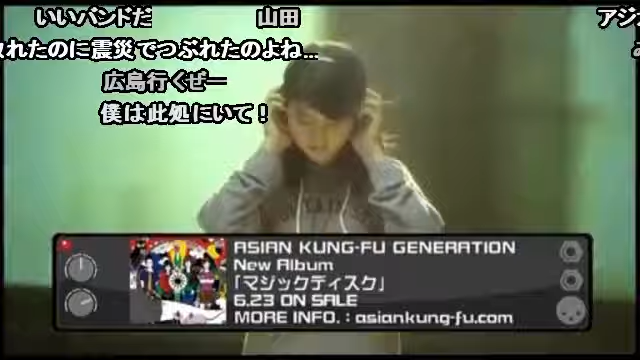 いいバンドだ
山田
アジ
れたのに震災でつぶれたのよね...
広島行くぜー
僕は此処にいて！
ASIAN KUNG-FU GENERATION
New Album
「マジックディスク」
6.23 ON SALE
MORE INFO. : asiankung-fu.com